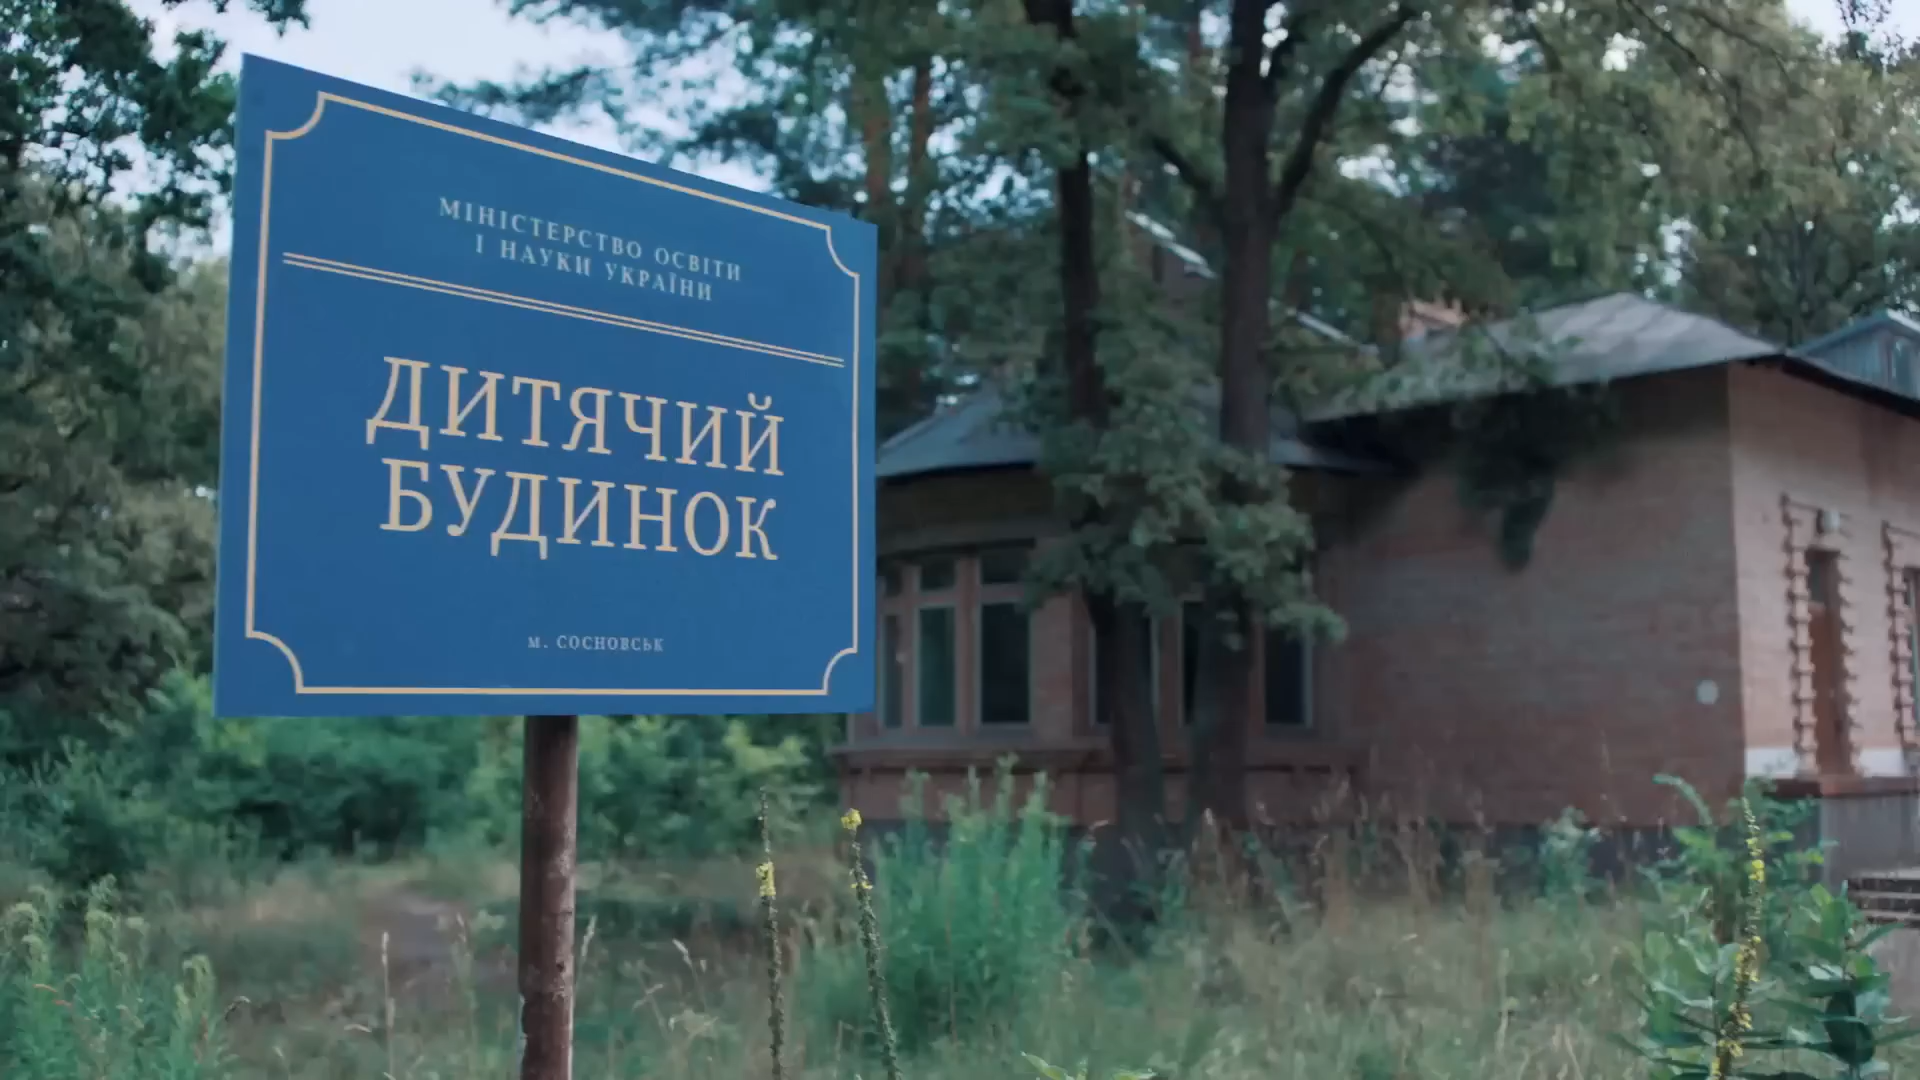 МІНІСТЕРСТВО ОСВІТИ
І НАУКИ УКРАЇНИ
ДИТЯЧИЙ
БУДИНОК
м. СОСНОВСЬК